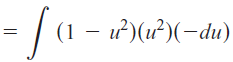 = ∫ (1 − u²)(u²)(−du)